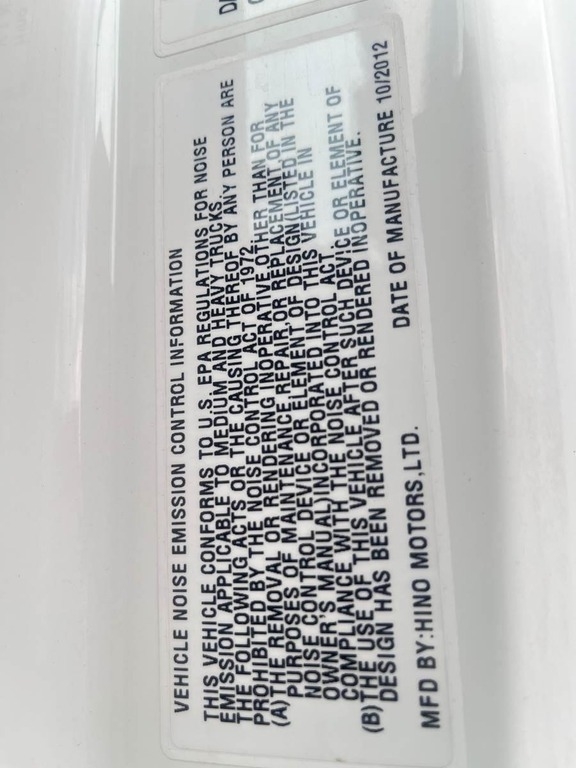 VEHICLE NOISE EMISSION CONTROL INFORMATION
THIS VEHICLE CONFORMS TO U.S. EPA REGULATIONS FOR NOISE
EMISSION APPLICABLE TO MEDIUM AND HEAVY TRUCKS.
THE FOLLOWING ACTS OR THE CAUSING THEREOF BY ANY PERSON ARE
PROHIBITED BY THE NOISE CONTROL ACT OF 1972.
(A)THE REMOVAL OR RENDERING INOPERATIVE,OTHER THAN FOR
PURPOSES OF MAINTENANCE,REPAIR,OR REPLACEMENT,OF ANY
NOISE CONTROL DEVICE OR ELEMENT OF DESIGN(LISTED IN THE
OWNER'S MANUAL)INCORPORATED INTO THIS VEHICLE IN
COMPLIANCE WITH THE NOISE CONTROL ACT.
(B)THE USE OF THIS VEHICLE AFTER SUCH DEVICE OR ELEMENT OF
DESIGN HAS BEEN REMOVED OR RENDERED INOPERATIVE.
MFD BY:HINO MOTORS,LTD. DATE OF MANUFACTURE 10/2012